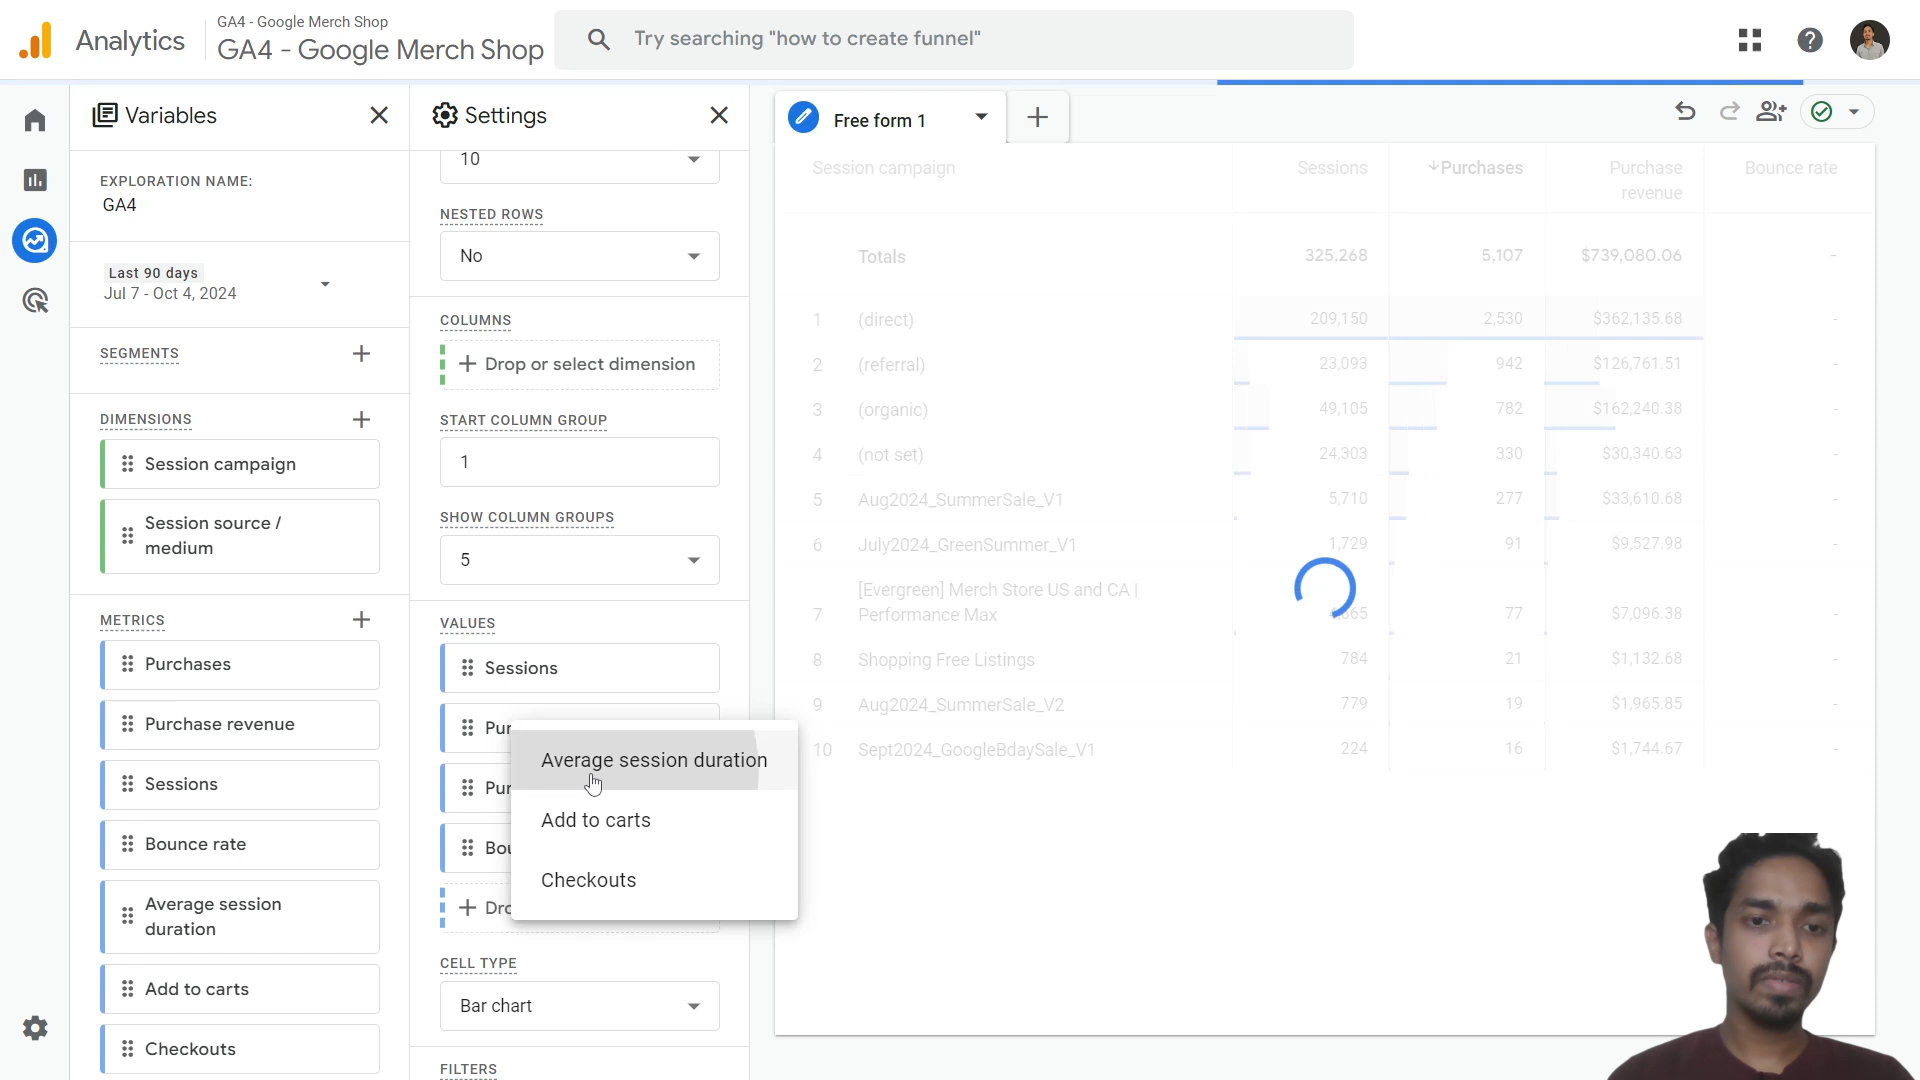 Analytics
GA4 - Google Merch Shop
GA4 - Google Merch Shop
Try searching "how to create funnel"
Variables
EXPLORATION NAME:
GA4
Last 90 days
Jul 7 - Oct 4, 2024
SEGMENTS
DIMENSIONS
Session campaign
Session source /
medium
METRICS
Purchases
Purchase revenue
Sessions
Bounce rate
Average session
duration
Add to carts
Checkouts
Settings
10
NESTED ROWS
No
COLUMNS
Drop or select dimension
START COLUMN GROUP
1
SHOW COLUMN GROUPS
5
VALUES
Sessions
Pur
Pur
Bou
Dro
Average session duration
Add to carts
Checkouts
CELL TYPE
Bar chart
FILTERS
Free form 1
Session campaign Sessions Purchases Purchase
revenue Bounce rate
Totals 325,268 5,107 $739,080.06 -
1 (direct) 209,150 2,530 $362,135.68 -
2 (referral) 23,093 942 $126,761.51 -
3 (organic) 49,105 782 $162,240.38 -
4 (not set) 24,303 330 $30,340.63 -
5 Aug2024_SummerSale_V1 5,710 277 $33,610.68 -
6 July2024_GreenSummer_V1 1,729 91 $9,527.98 -
[Evergreen] Merch Store US and CA |
7 Performance Max 77 $7,096.38 -
8 Shopping Free Listings 784 21 $1,132.68 -
9 Aug2024_SummerSale_V2 779 19 $1,965.85 -
10 Sept2024_GoogleBdaySale_V1 224 16 $1,744.67 -